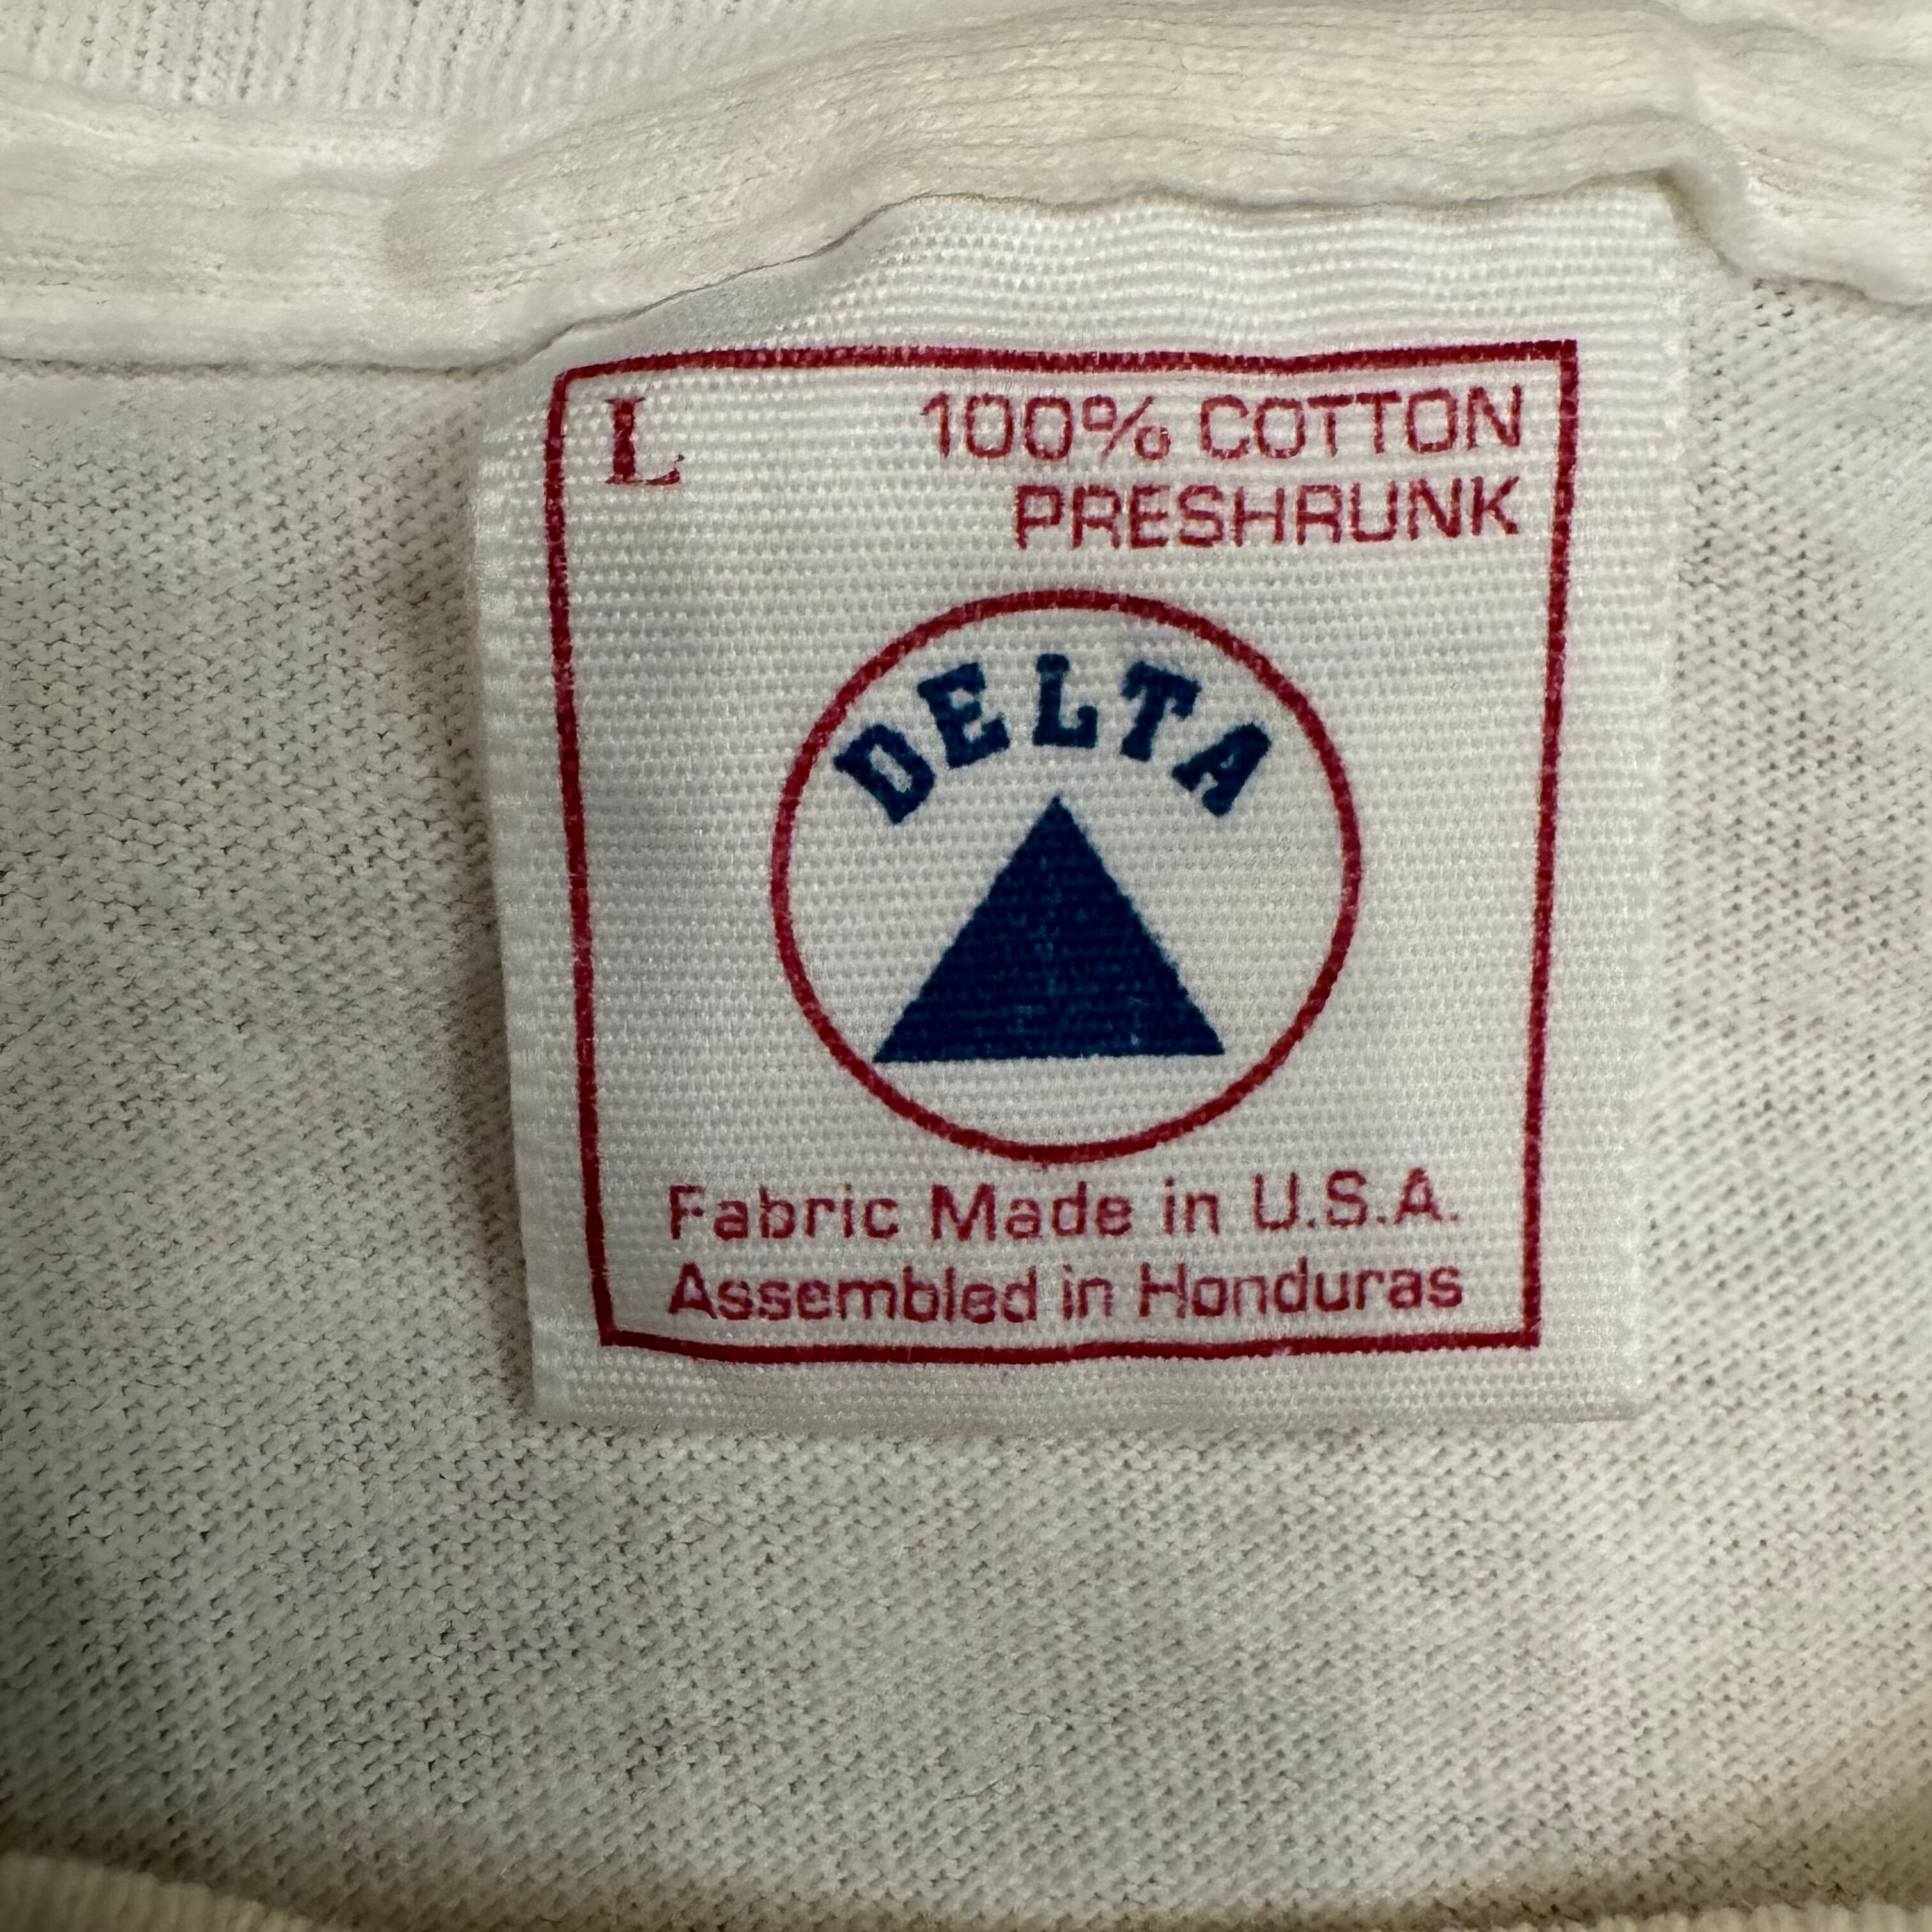 L 100% COTTON
PRESHRUNK
DELTA
Fabric Made in U.S.A.
Assembled in Honduras